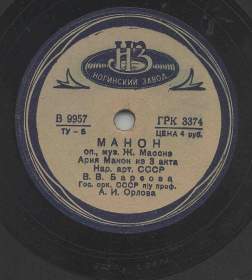 НЗ
НОГИНСКИЙ ЗАВОД
В 9957 ГРК 3374
ТУ - Б ЦЕНА 4 руб.
МАНОН
оп., муз. Ж. Массне
Ария Манон из 3 акта
Нар. арт. СССР
В. В. Барсова
Гос. орк. СССР п/у проф.
А. И. Орлова